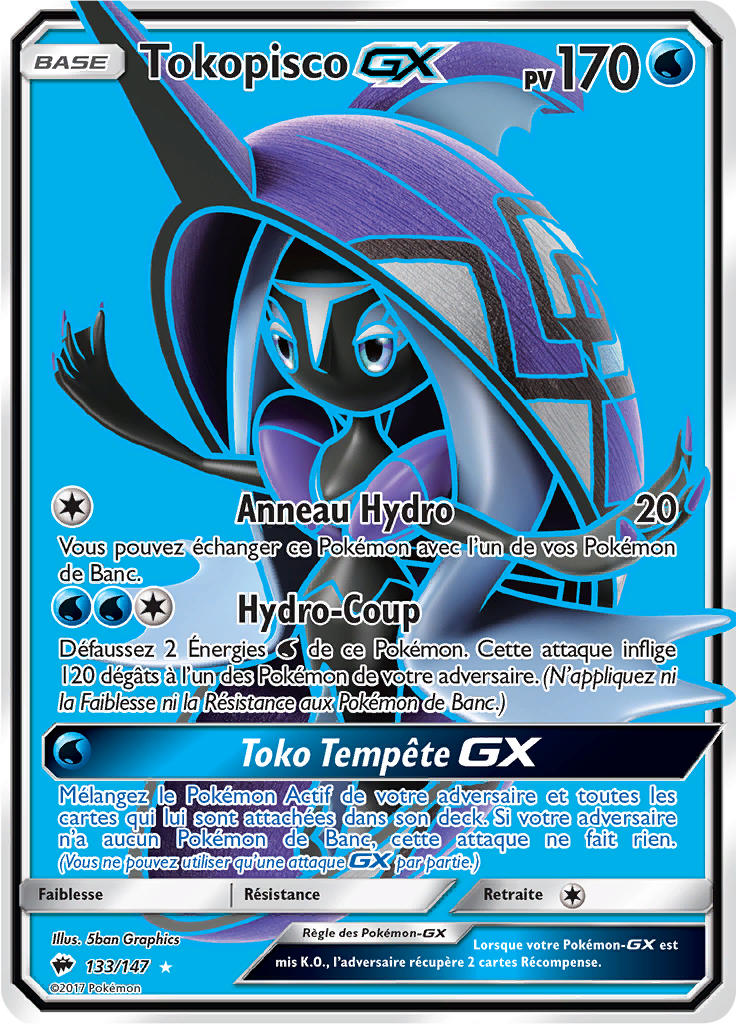 BASE Tokopisco GX PV 170
Anneau Hydro 20
Vous pouvez échanger ce Pokémon avec l'un de vos Pokémon
de Banc.
Hydro-Coup
Défaussez 2 Énergies de ce Pokémon. Cette attaque inflige
120 dégâts à l'un des Pokémon de votre adversaire. (N'appliquez ni
la Faiblesse ni la Résistance aux Pokémon de Banc.)
Toko Tempête GX
Mélangez le Pokémon Actif de votre adversaire et toutes les
cartes qui lui sont attachées dans son deck. Si votre adversaire
n'a aucun Pokémon de Banc, cette attaque ne fait rien.
(Vous ne pouvez utiliser qu'une attaque GX par partie.)
Faiblesse Résistance Retraite
Illus. 5ban Graphics
133/147
©2017 Pokémon
Règle des Pokémon-GX
Lorsque votre Pokémon-GX est
mis K.O., l'adversaire récupère 2 cartes Récompense.